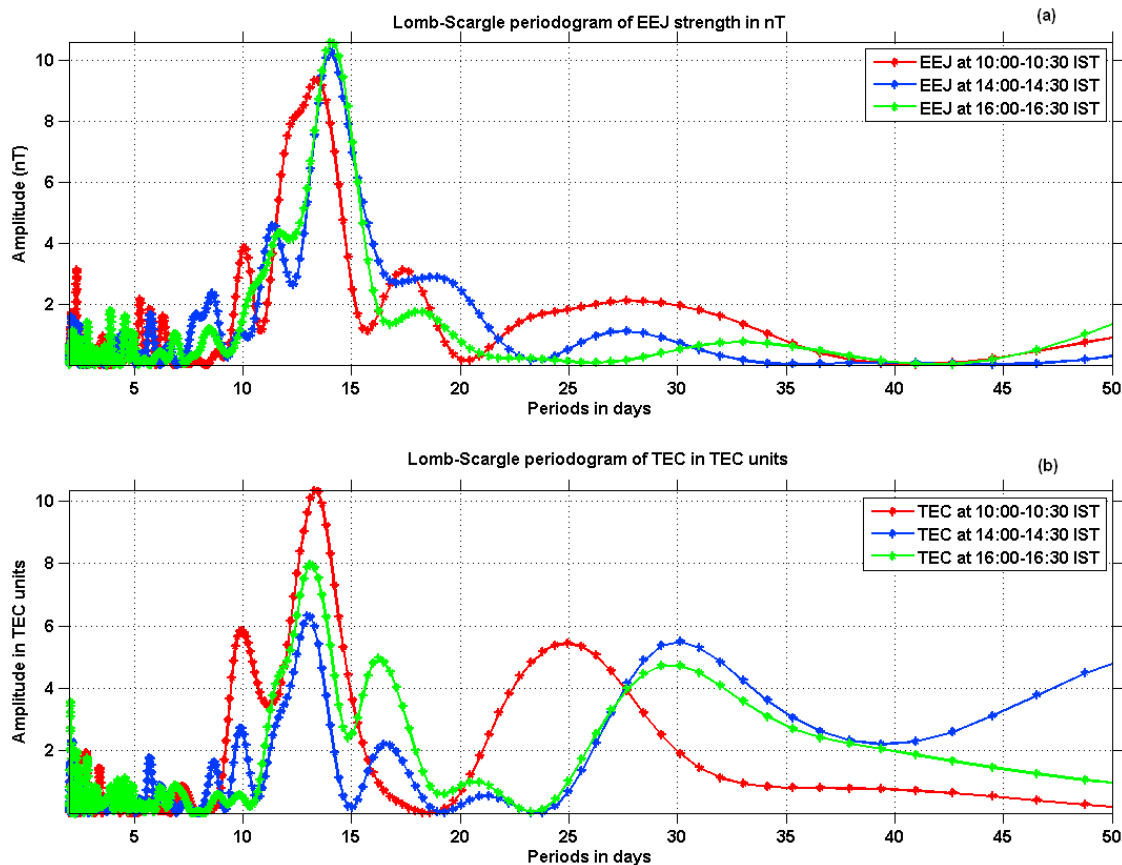 Lomb-Scargle periodogram of EEJ strength in nT
(a)
10
8
6
4
2
Amplitude (nT)
EEJ at 10:00-10:30 IST
EEJ at 14:00-14:30 IST
EEJ at 16:00-16:30 IST
5 10 15 20 25 30 35 40 45 50
Periods in days
Lomb-Scargle periodogram of TEC in TEC units
(b)
10
8
6
4
2
Amplitude in TEC units
TEC at 10:00-10:30 IST
TEC at 14:00-14:30 IST
TEC at 16:00-16:30 IST
5 10 15 20 25 30 35 40 45 50
Periods in days